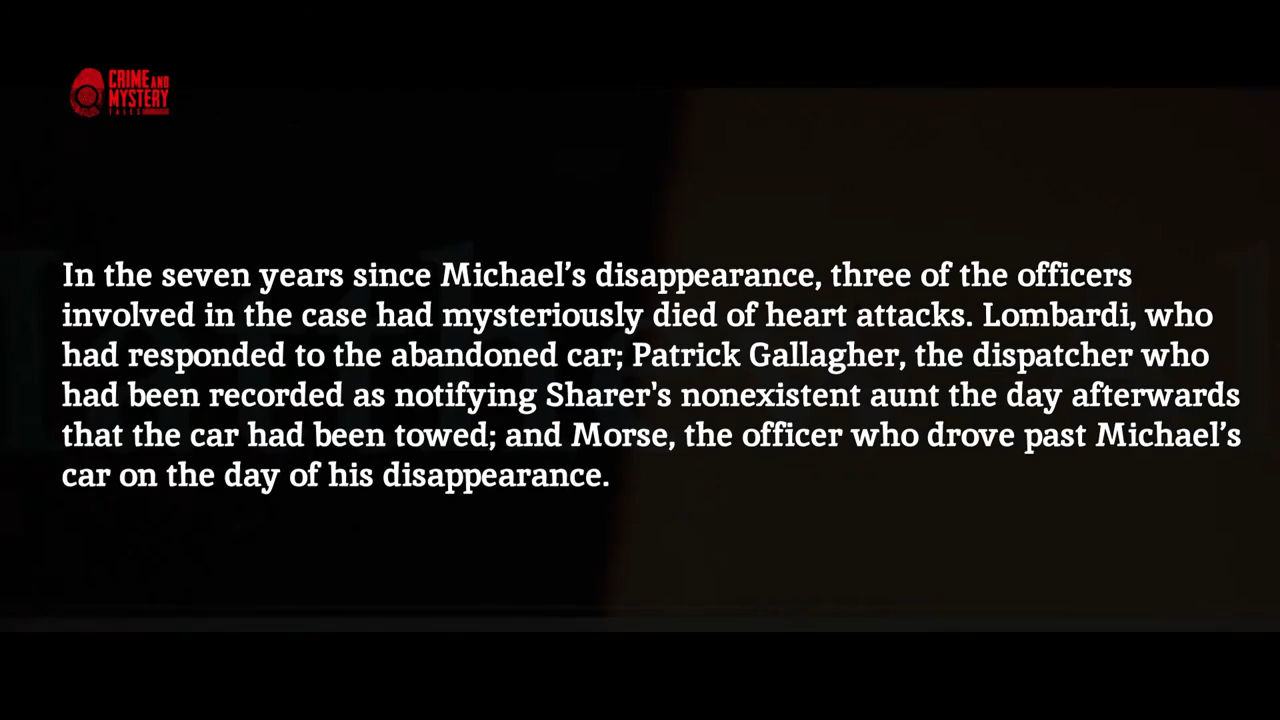 CRIME AND
MYSTERY
TALES
In the seven years since Michael’s disappearance, three of the officers
involved in the case had mysteriously died of heart attacks. Lombardi, who
had responded to the abandoned car; Patrick Gallagher, the dispatcher who
had been recorded as notifying Sharer's nonexistent aunt the day afterwards
that the car had been towed; and Morse, the officer who drove past Michael’s
car on the day of his disappearance.